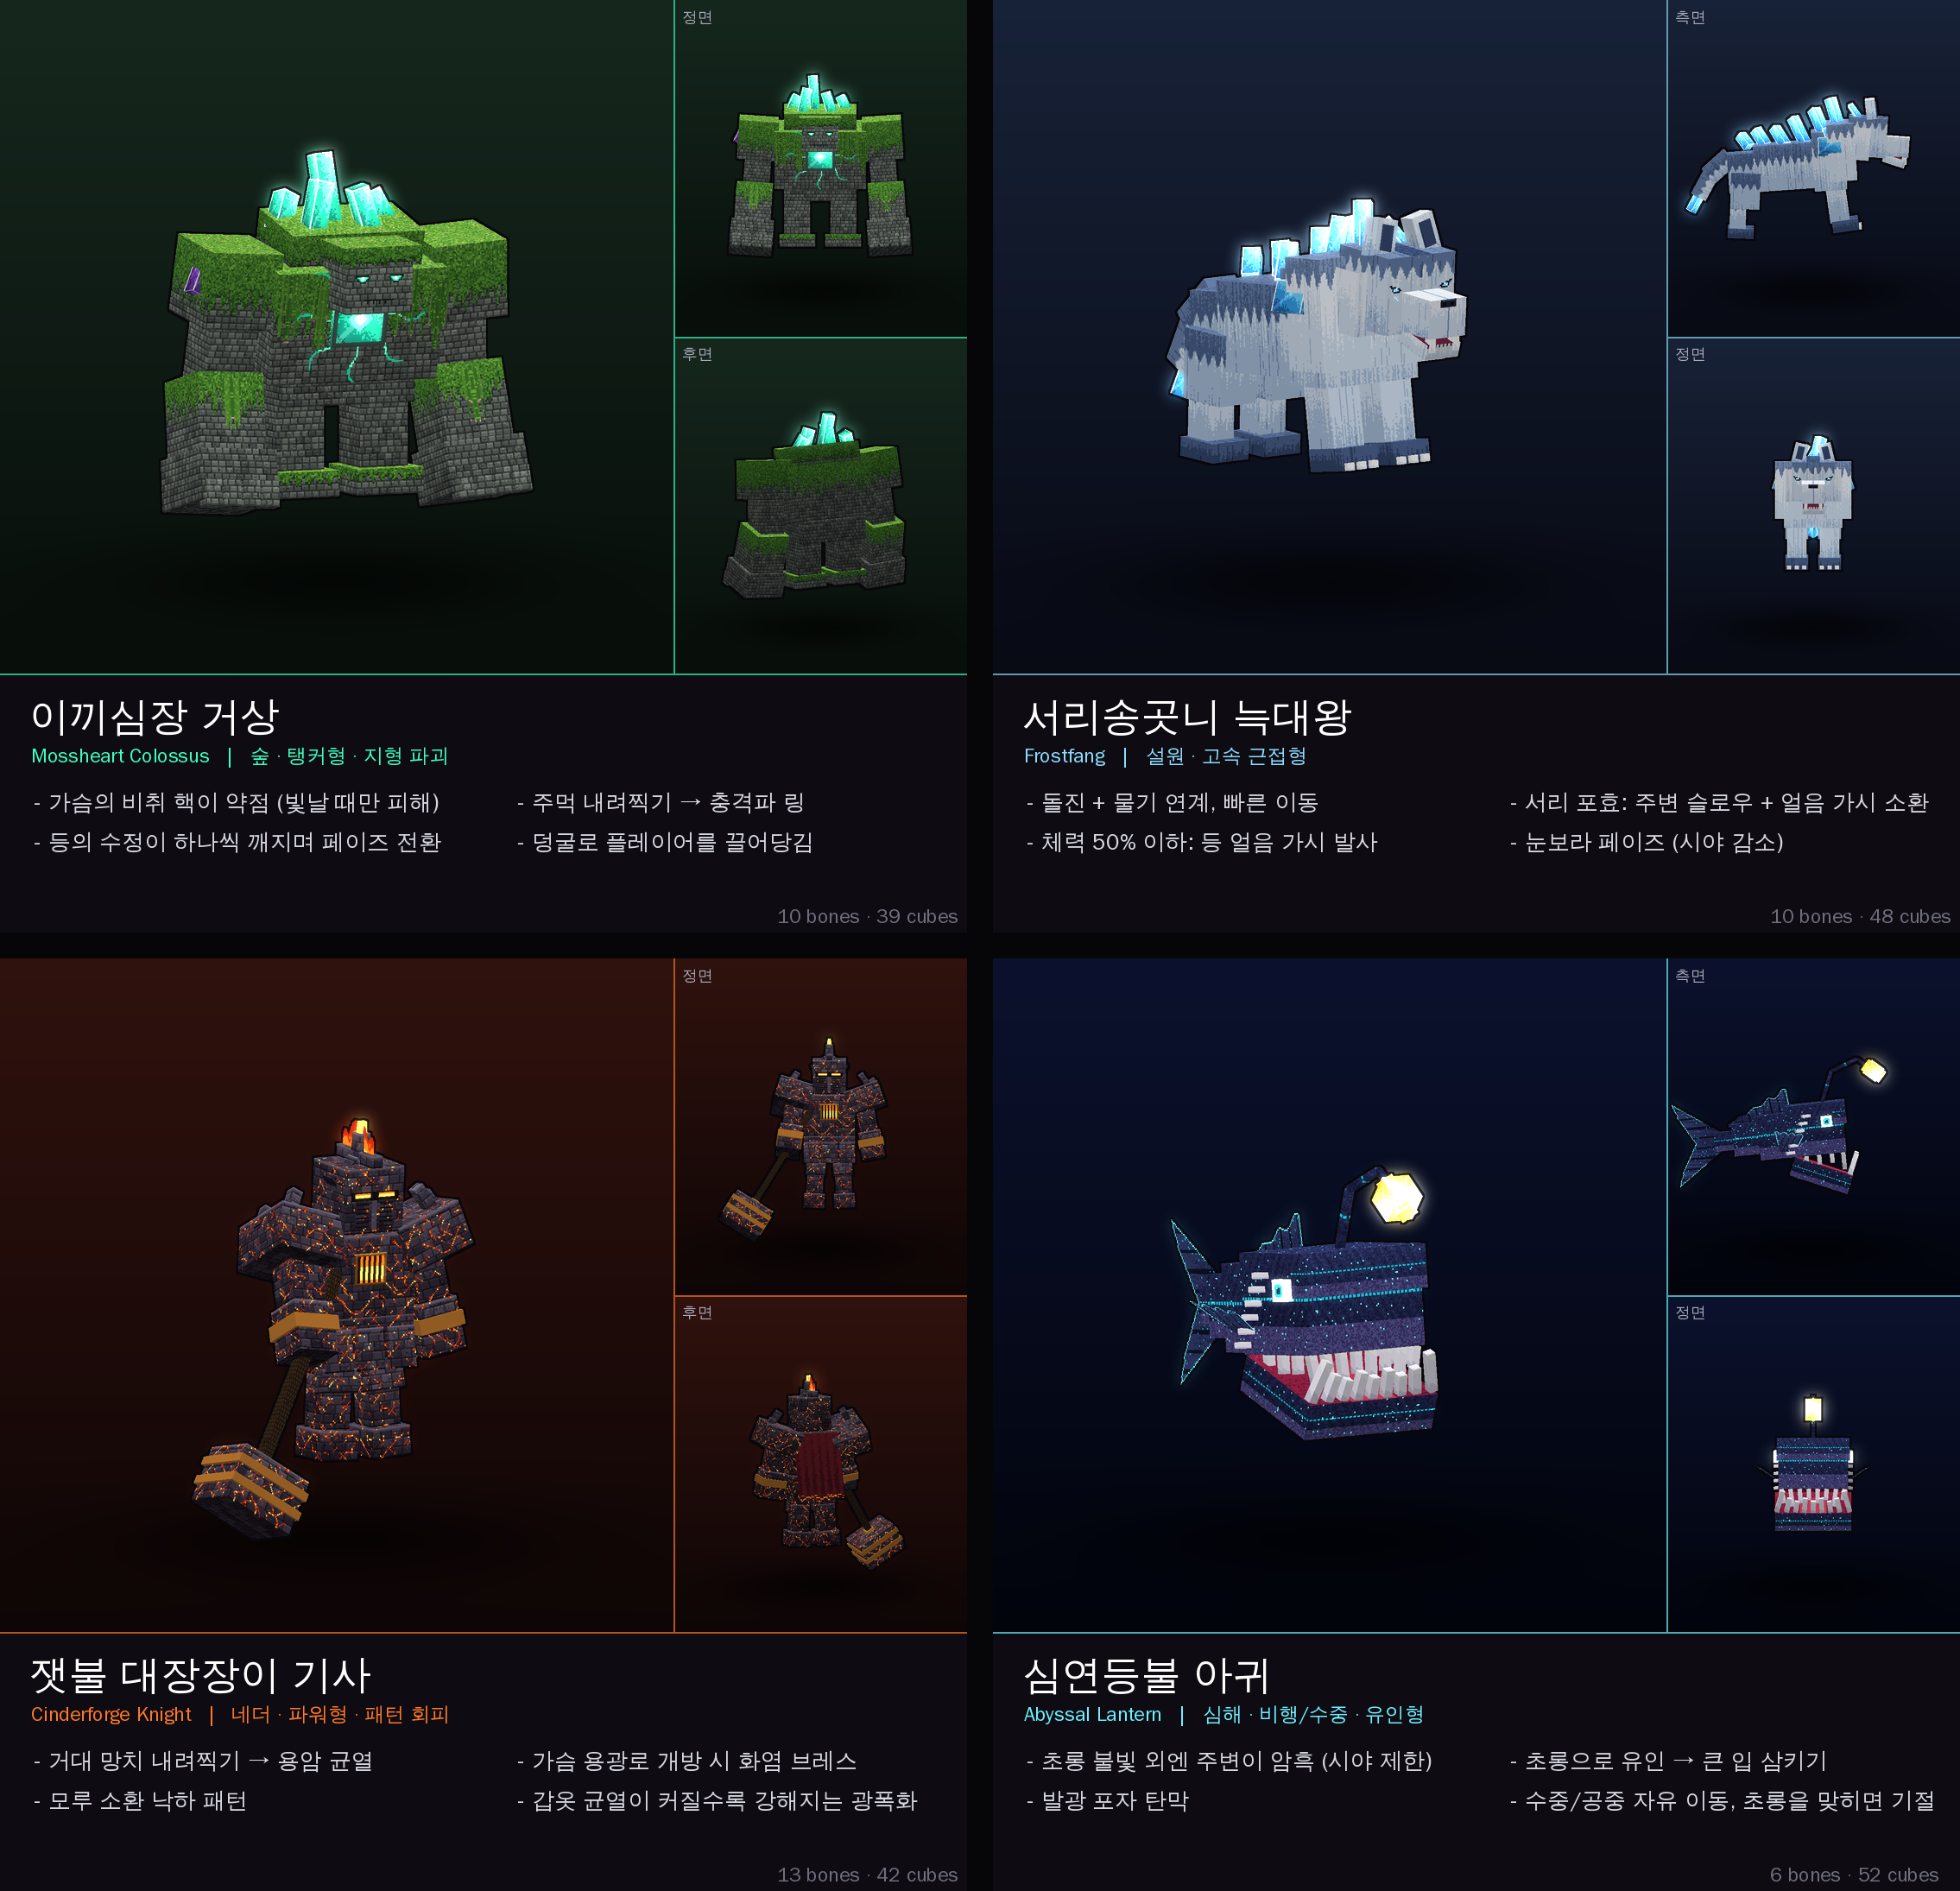 정면
후면
이끼심장 거상
Mossheart Colossus | 숲 · 탱커형 · 지형 파괴
- 가슴의 비취 핵이 약점 (빛날 때만 피해)
- 등의 수정이 하나씩 깨지며 페이즈 전환
- 주먹 내려찍기 → 충격파 링
- 덩굴로 플레이어를 끌어당김
10 bones · 39 cubes
측면
정면
서리송곳니 늑대왕
Frostfang | 설원 · 고속 근접형
- 돌진 + 물기 연계, 빠른 이동
- 체력 50% 이하: 등 얼음 가시 발사
- 서리 포효: 주변 슬로우 + 얼음 가시 소환
- 눈보라 페이즈 (시야 감소)
10 bones · 48 cubes
정면
후면
잿불 대장장이 기사
Cinderforge Knight | 네더 · 파워형 · 패턴 회피
- 거대 망치 내려찍기 → 용암 균열
- 모루 소환 낙하 패턴
- 가슴 용광로 개방 시 화염 브레스
- 갑옷 균열이 커질수록 강해지는 광폭화
13 bones · 42 cubes
측면
정면
심연등불 아귀
Abyssal Lantern | 심해 · 비행/수중 · 유인형
- 초롱 불빛 외엔 주변이 암흑 (시야 제한)
- 발광 포자 탄막
- 초롱으로 유인 → 큰 입 삼키기
- 수중/공중 자유 이동, 초롱을 맞히면 기절
6 bones · 52 cubes